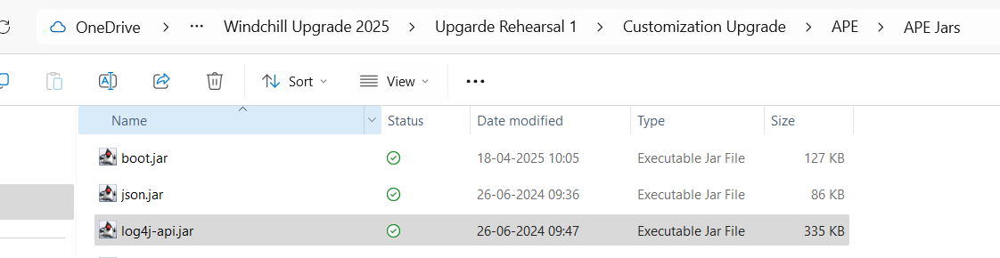 OneDrive > ... Windchill Upgrade 2025 > Upgarde Rehearsal 1 > Customization Upgrade > APE > APE Jars
Sort View ...
Name Status Date modified Type Size
boot.jar 18-04-2025 10:05 Executable Jar File 127 KB
json.jar 26-06-2024 09:36 Executable Jar File 86 KB
log4j-api.jar 26-06-2024 09:47 Executable Jar File 335 KB